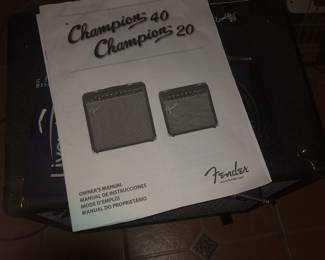 Champion 40
Champion 20
Fender
OWNER'S MANUAL
MANUAL DE INSTRUCCIONES
MODE D'EMPLOI
MANUAL DO PROPRIETÁRIO